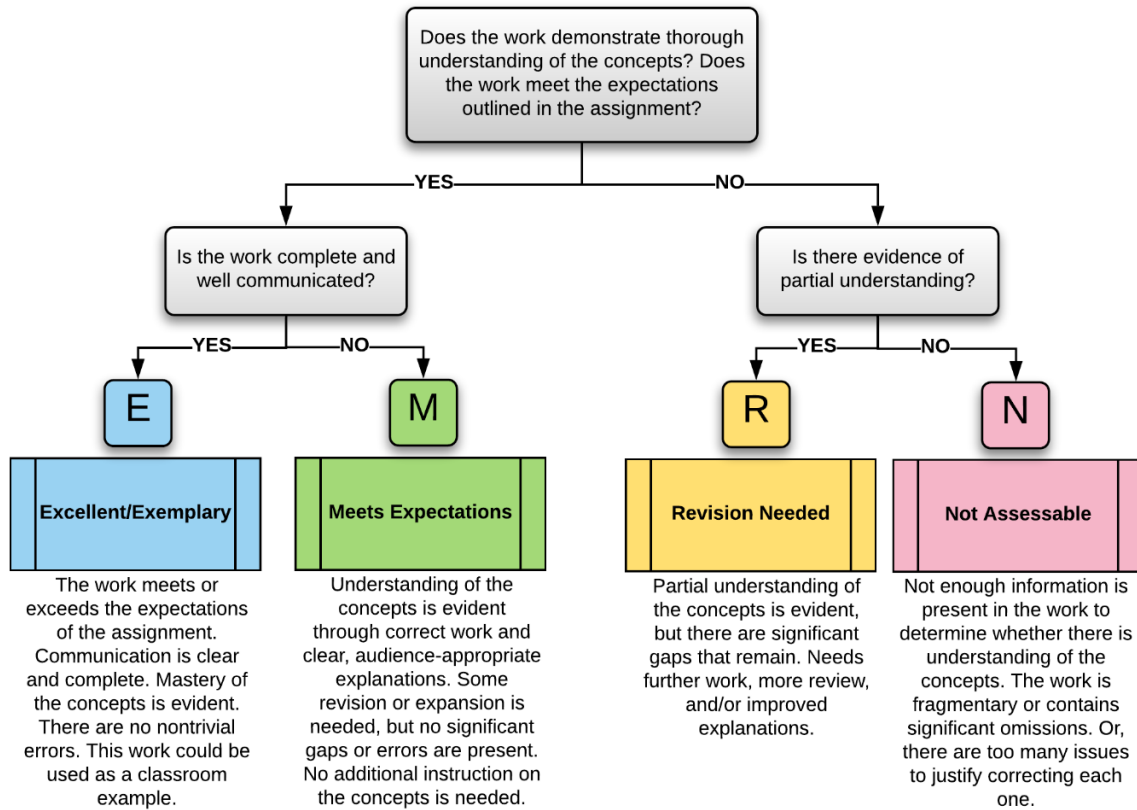 Does the work demonstrate thorough
understanding of the concepts? Does
the work meet the expectations
outlined in the assignment?
YES
NO
Is the work complete and
well communicated?
Is there evidence of
partial understanding?
YES
NO
YES
NO
E
M
R
N
Excellent/Exemplary
Meets Expectations
Revision Needed
Not Assessable
The work meets or
exceeds the expectations
of the assignment.
Communication is clear
and complete. Mastery of
the concepts is evident.
There are no nontrivial
errors. This work could be
used as a classroom
example.
Understanding of the
concepts is evident
through correct work and
clear, audience-appropriate
explanations. Some
revision or expansion is
needed, but no significant
gaps or errors are present.
No additional instruction on
the concepts is needed.
Partial understanding of
the concepts is evident,
but there are significant
gaps that remain. Needs
further work, more review,
and/or improved
explanations.
Not enough information is
present in the work to
determine whether there is
understanding of the
concepts. The work is
fragmentary or contains
significant omissions. Or,
there are too many issues
to justify correcting each
one.